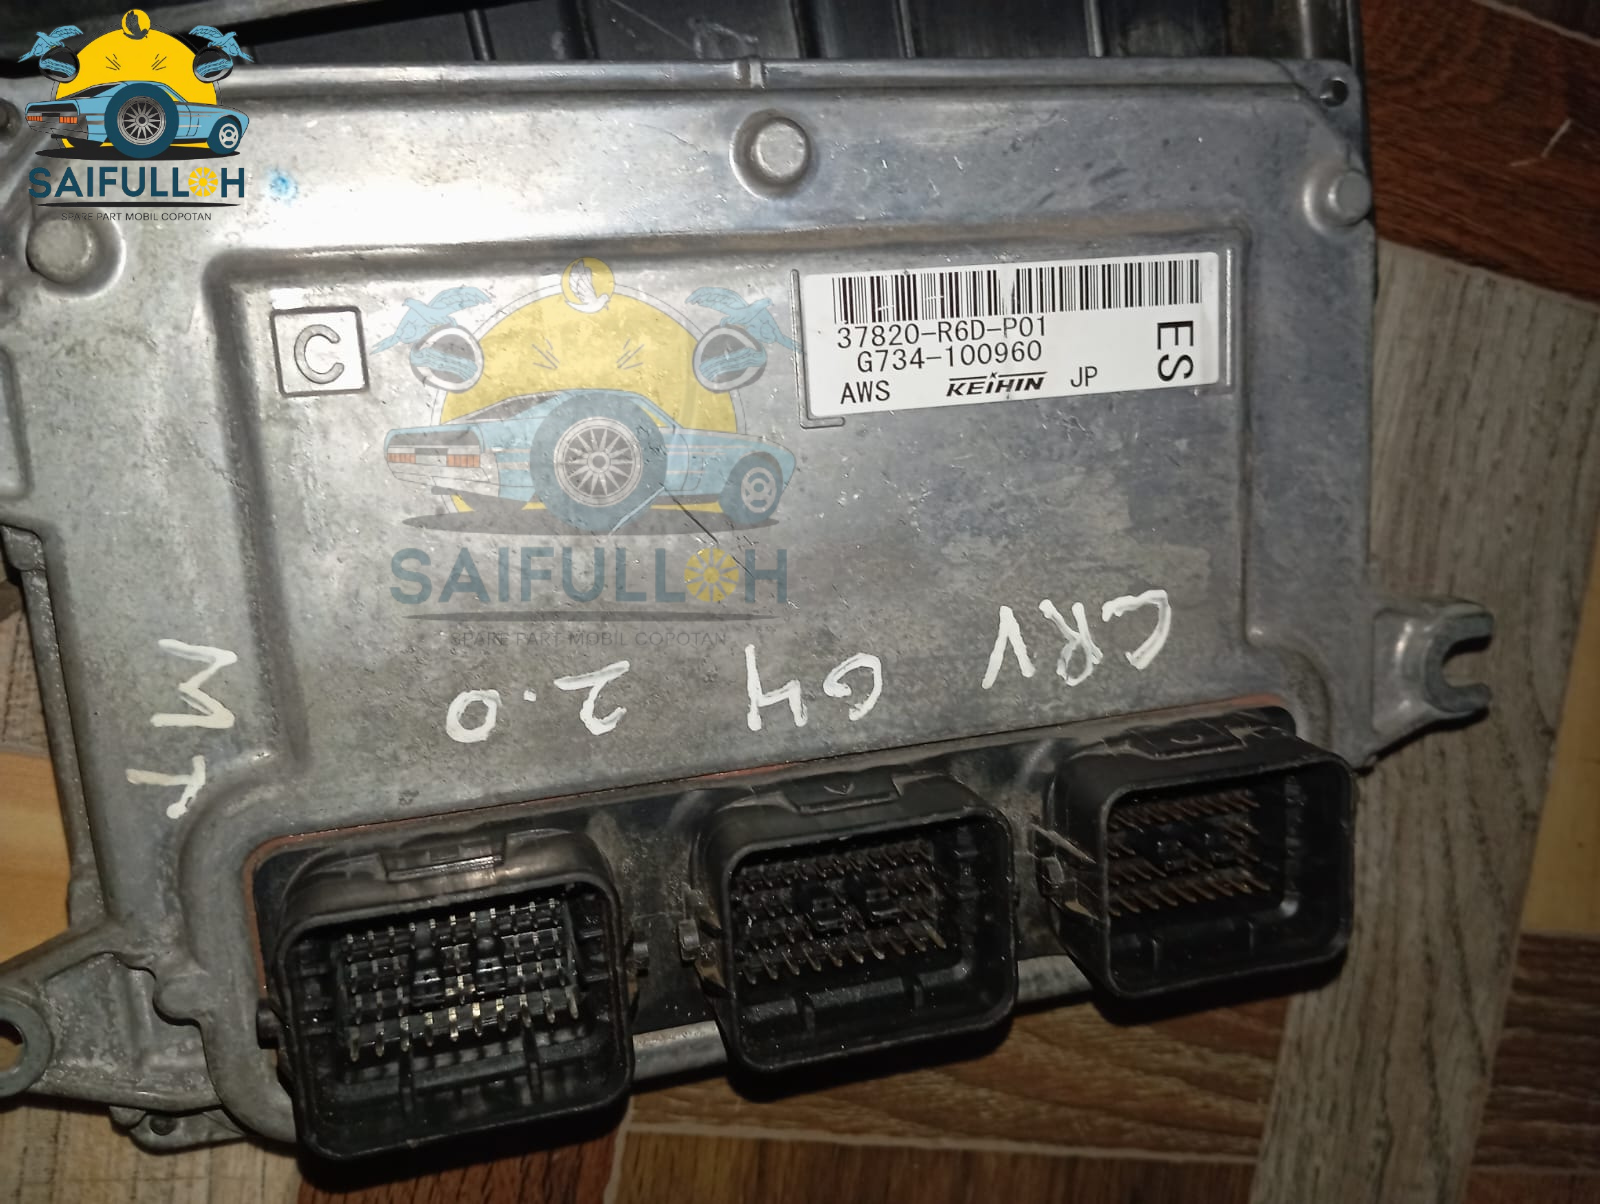 SAIFULLOH
SPARE PART MOBIL COPOTAN
C
37820-R6D-P01
G734-100960
AWS KEIHIN JP
ES
SAIFULLOH
SPARE PART MOBIL COPOTAN
CRV G4 2.0
MT